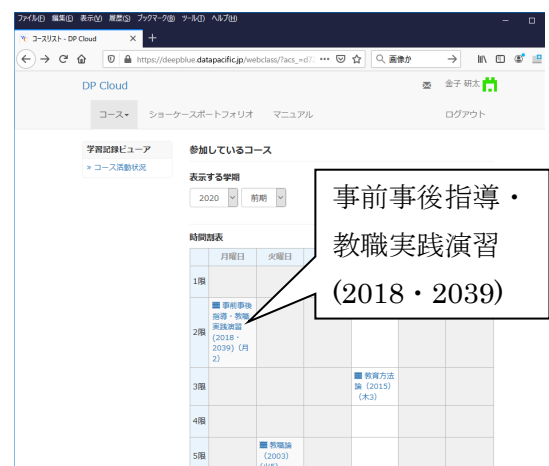 ファイル(F) 編集(E) 表示(V) 履歴(S) ブックマーク(B) ツール(T) ヘルプ(H)
コースリスト - DP Cloud × +
https://deepblue.datapacific.jp/webclass/?acs_=d7
画像か
DP Cloud
金子 研太
コース▾ ショーケースポートフォリオ マニュアル ログアウト
学習記録ビューア
» コース活動状況
参加しているコース
表示する学期
2020 前期
時間割表
月曜日 火曜日
1限
2限
事前事後
指導・教職
実践演習
(2018・
2039)(月
2)
3限
教育方法
論(2015)
(木3)
4限
5限
教職論
(2003)
事前事後指導・
教職実践演習
(2018・2039)